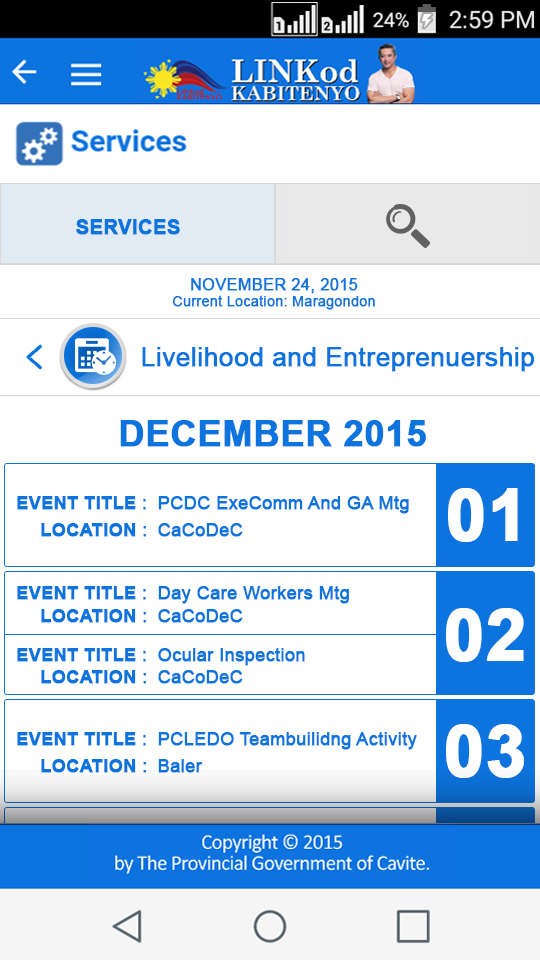 1 2 24% 2:59 PM
LINKod
KABITENYO
Services
SERVICES
NOVEMBER 24, 2015
Current Location: Maragondon
Livelihood and Entreprenuership
DECEMBER 2015
EVENT TITLE : PCDC ExeComm And GA Mtg
LOCATION : CaCoDeC
01
EVENT TITLE : Day Care Workers Mtg
LOCATION : CaCoDeC
02
EVENT TITLE : Ocular Inspection
LOCATION : CaCoDeC
EVENT TITLE : PCLEDO Teambuilidng Activity
LOCATION : Baler
03
Copyright © 2015
by The Provincial Government of Cavite.